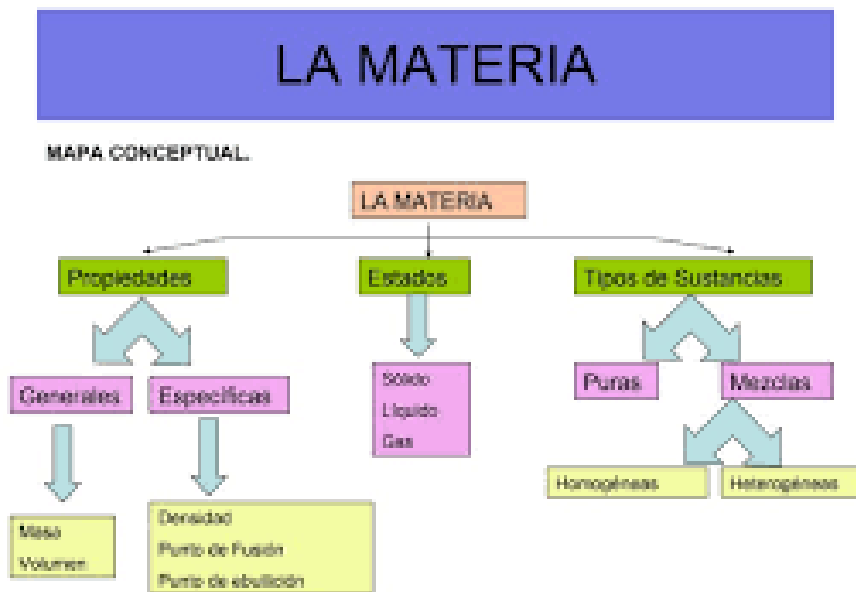 LA MATERIA
MAPA CONCEPTUAL.
LA MATERIA
Propiedades
Estados
Tipos de Sustancias
Generales
Específicas
Sólido
Líquido
Gas
Puras
Mezclas
Homogéneas
Heterogéneas
Masa
Volumen
Densidad
Punto de Fusión
Punto de ebullición